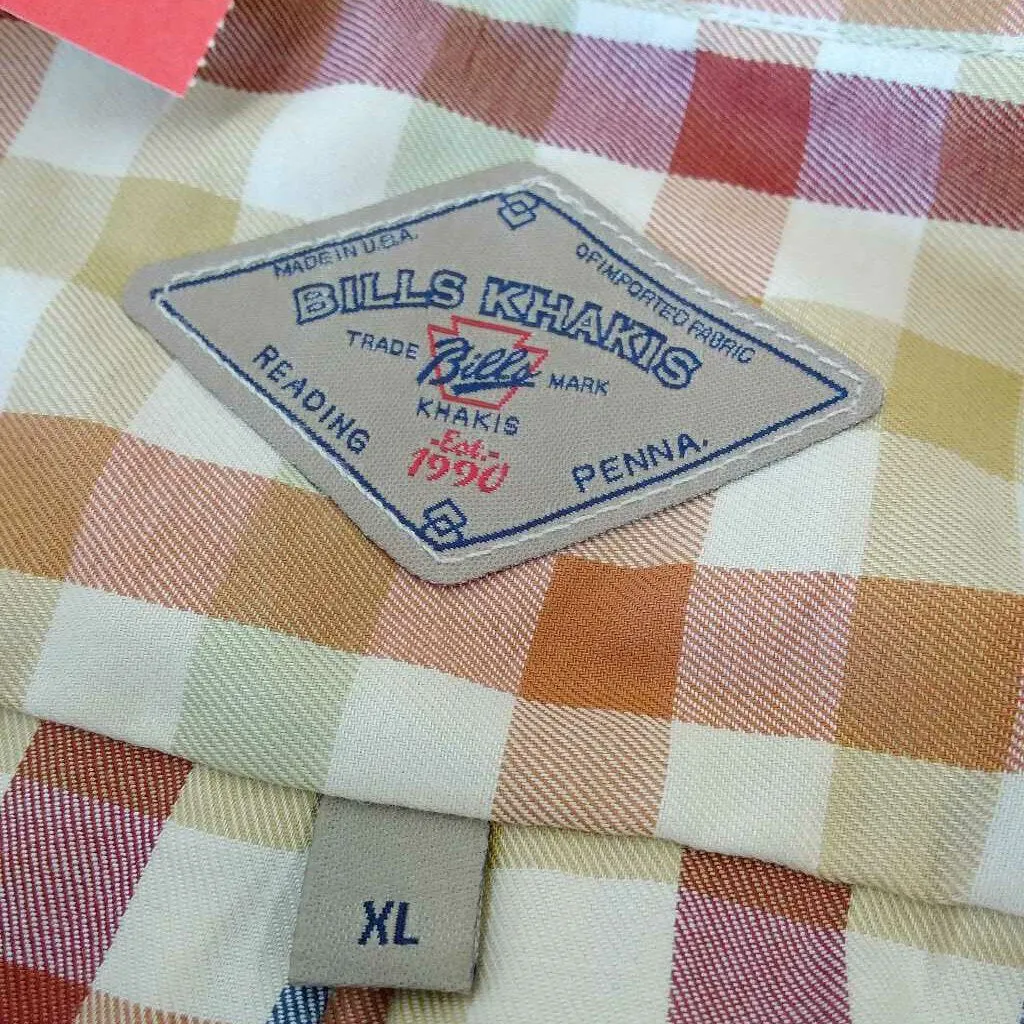 MADE IN U.S.A.
OF IMPORTED FABRIC
BILLS KHAKIS
TRADE Bills MARK
KHAKIS
-Est.-
1990
READING PENNA.
XL